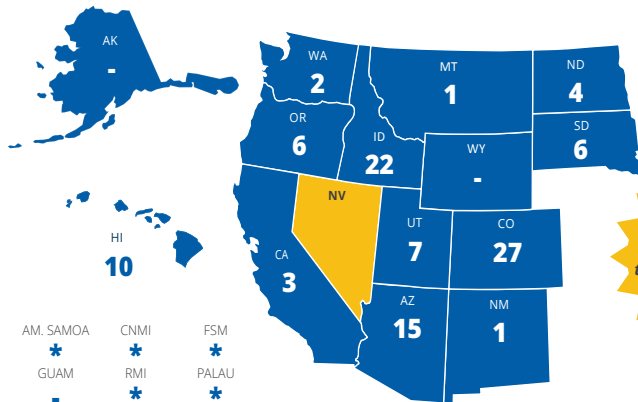 AK
-
WA
2
MT
1
ND
4
OR
6
ID
22
WY
-
SD
6
NV
HI
10
CA
3
UT
7
CO
27
AZ
15
NM
1
AM. SAMOA CNMI FSM
* * *
GUAM RMI PALAU
- * *